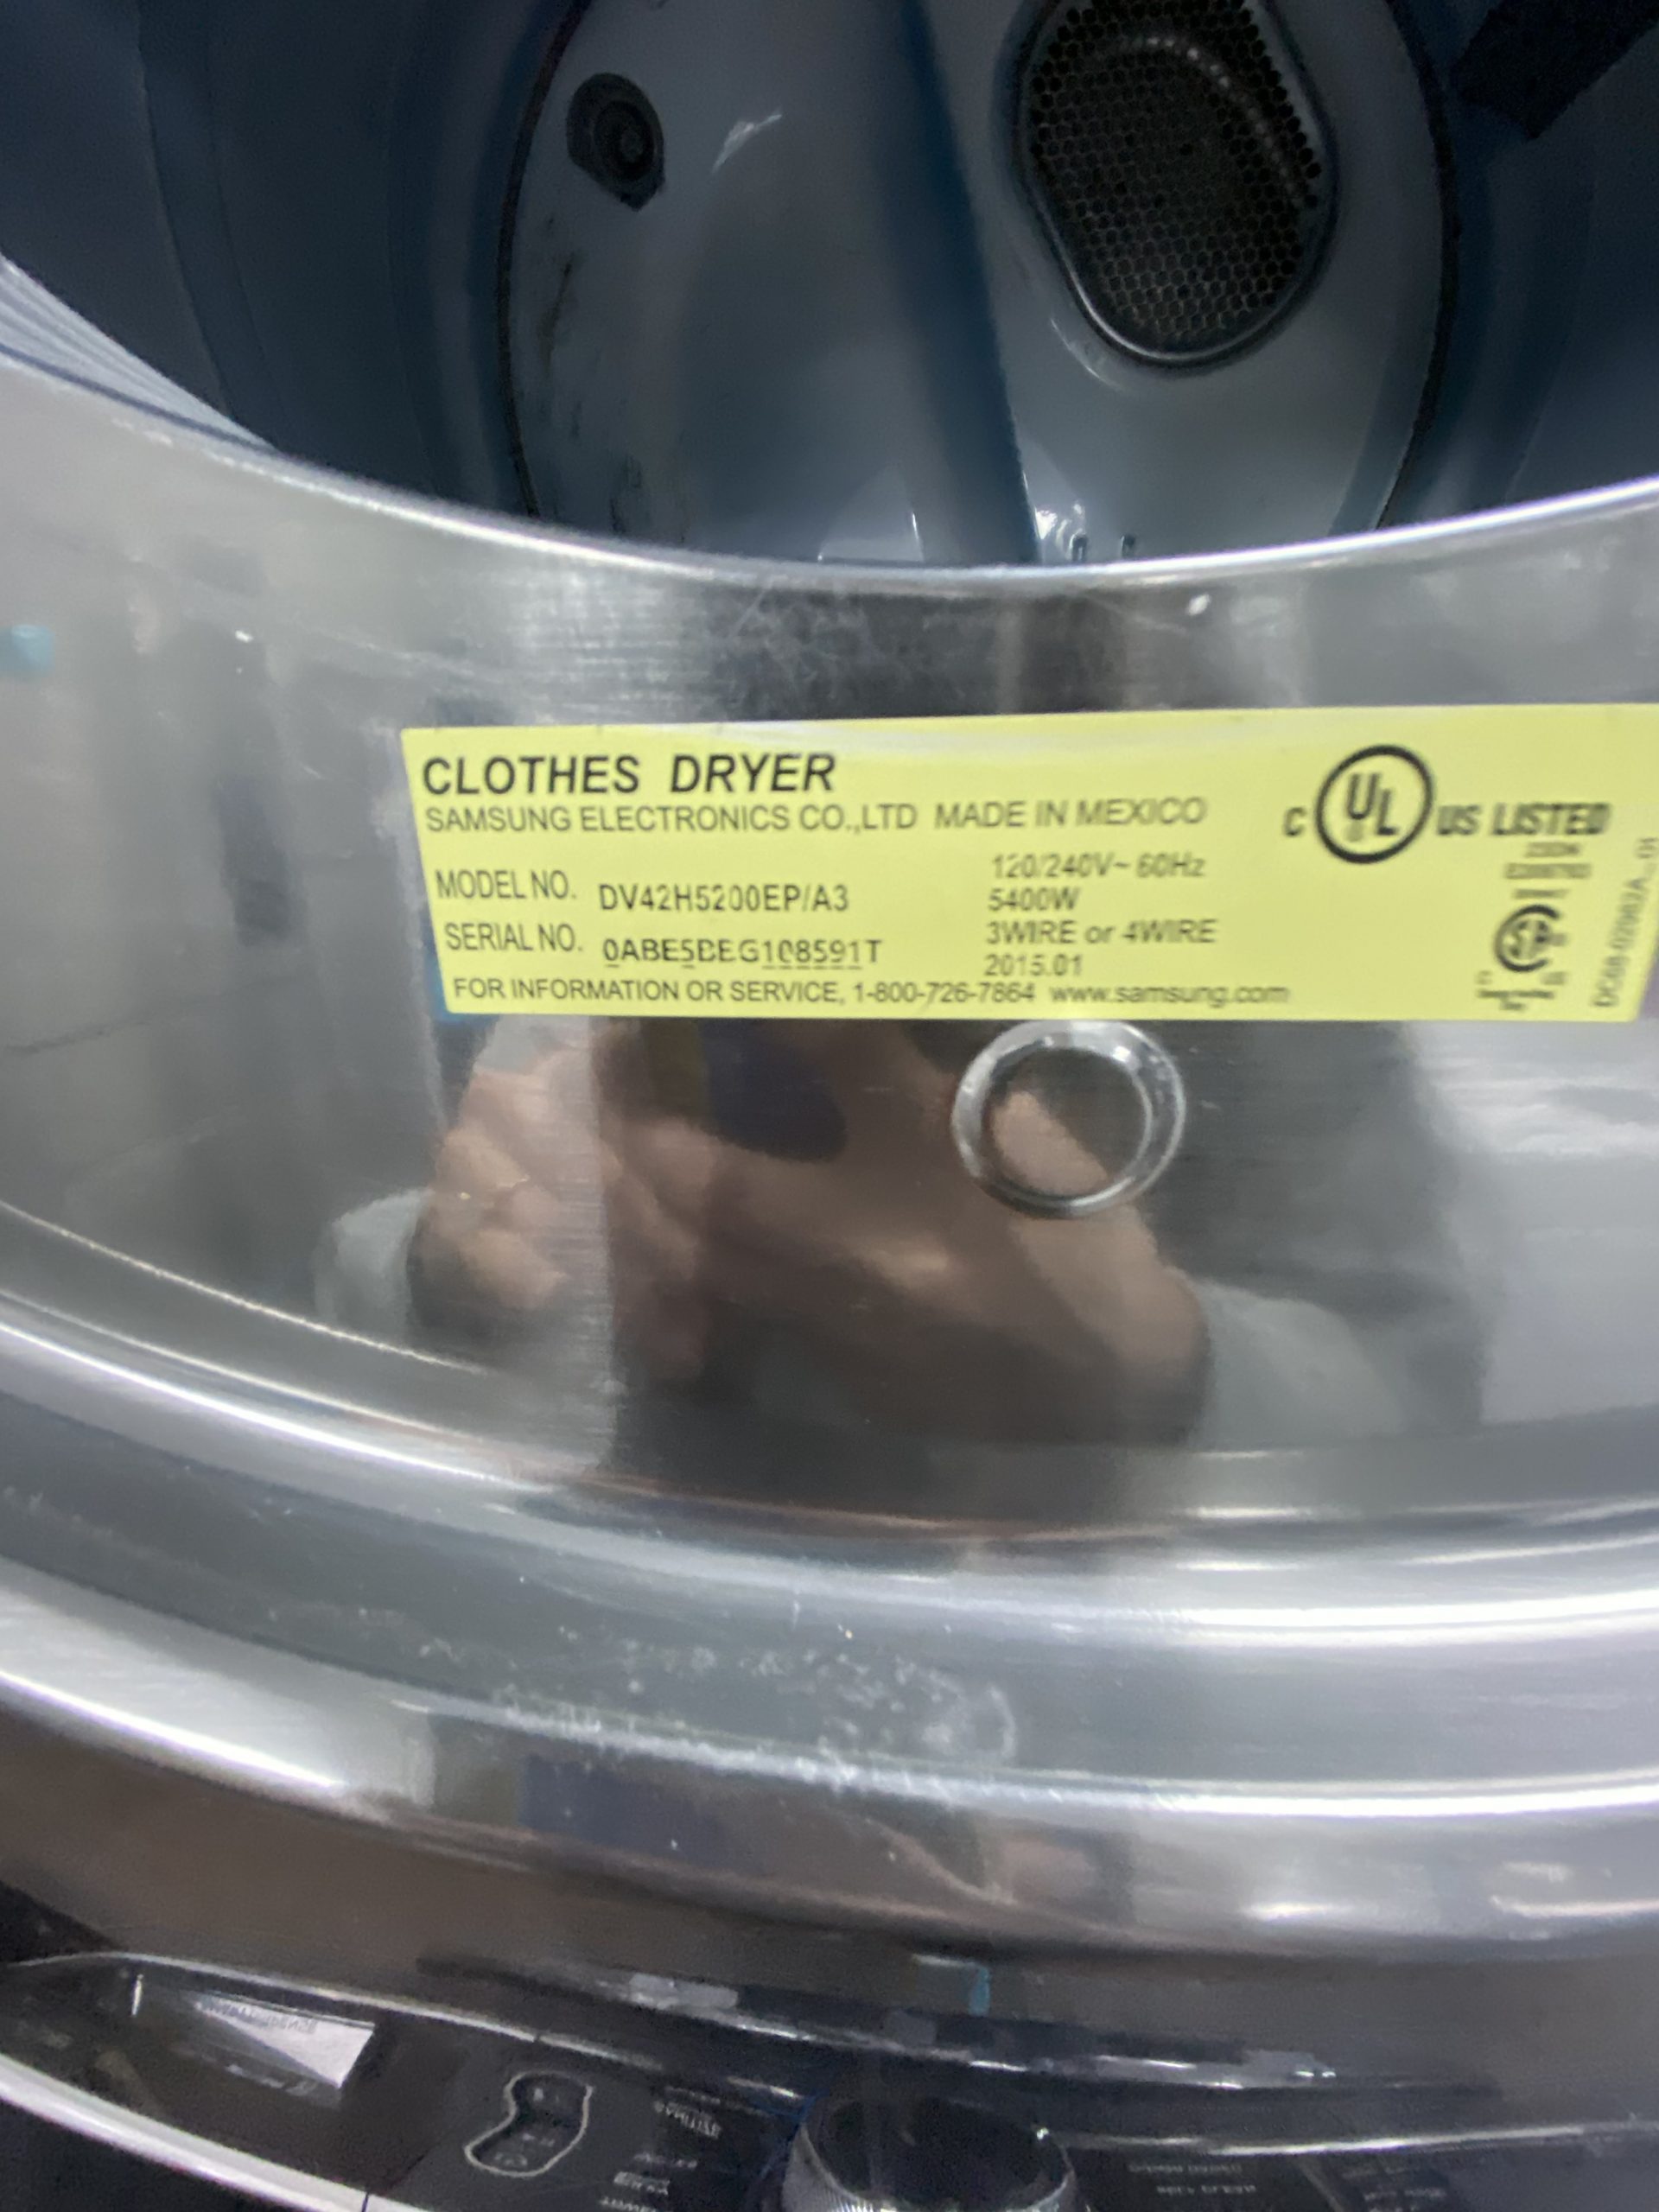 CLOTHES DRYER
SAMSUNG ELECTRONICS CO.,LTD MADE IN MEXICO
C UL US LISTED
MODEL NO. DV42H5200EP/A3
120/240V~ 60Hz
5400W
SERIAL NO.
3WIRE or 4WIRE
2015.01
FOR INFORMATION OR SERVICE, 1-800-726-7864 www.samsung.com